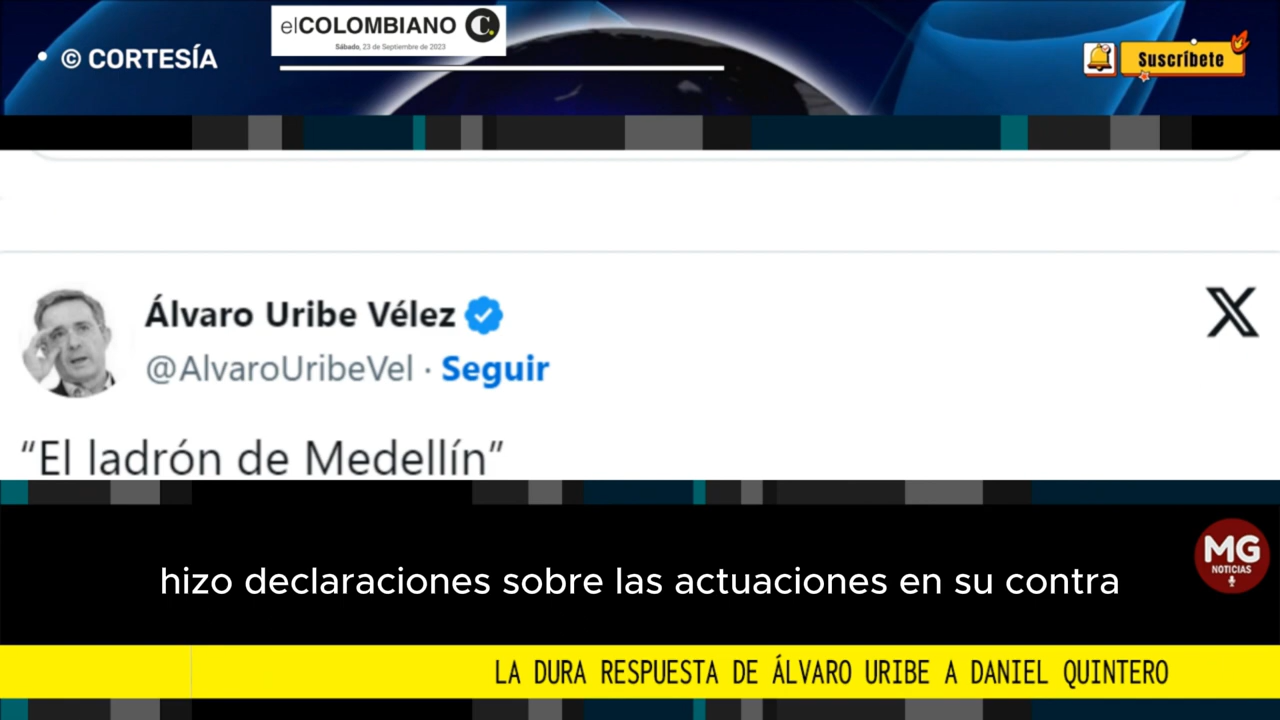 elCOLOMBIANO C
Sábado, 23 de Septiembre de 2023
• © CORTESÍA
Suscríbete
Álvaro Uribe Vélez
@AlvaroUribeVel · Seguir
“El ladrón de Medellín”
MG
NOTICIAS
hizo declaraciones sobre las actuaciones en su contra
LA DURA RESPUESTA DE ÁLVARO URIBE A DANIEL QUINTERO